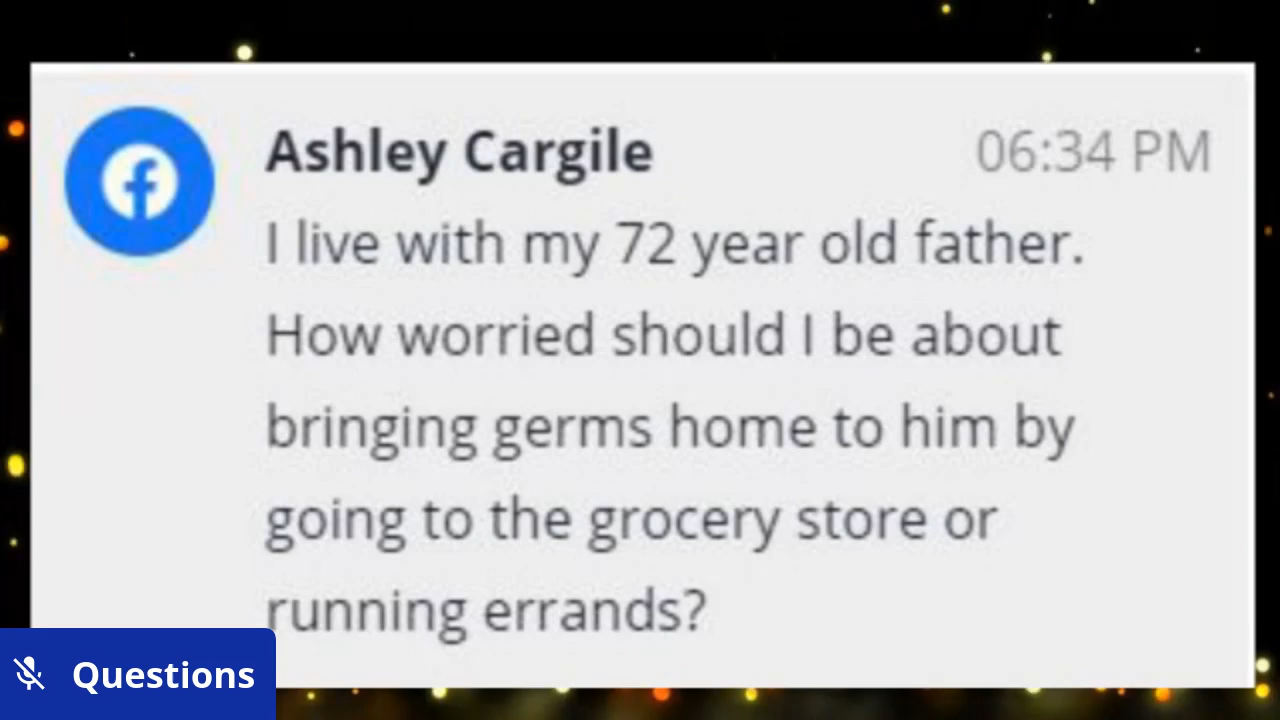 Ashley Cargile 06:34 PM
I live with my 72 year old father.
How worried should I be about
bringing germs home to him by
going to the grocery store or
running errands?
Questions